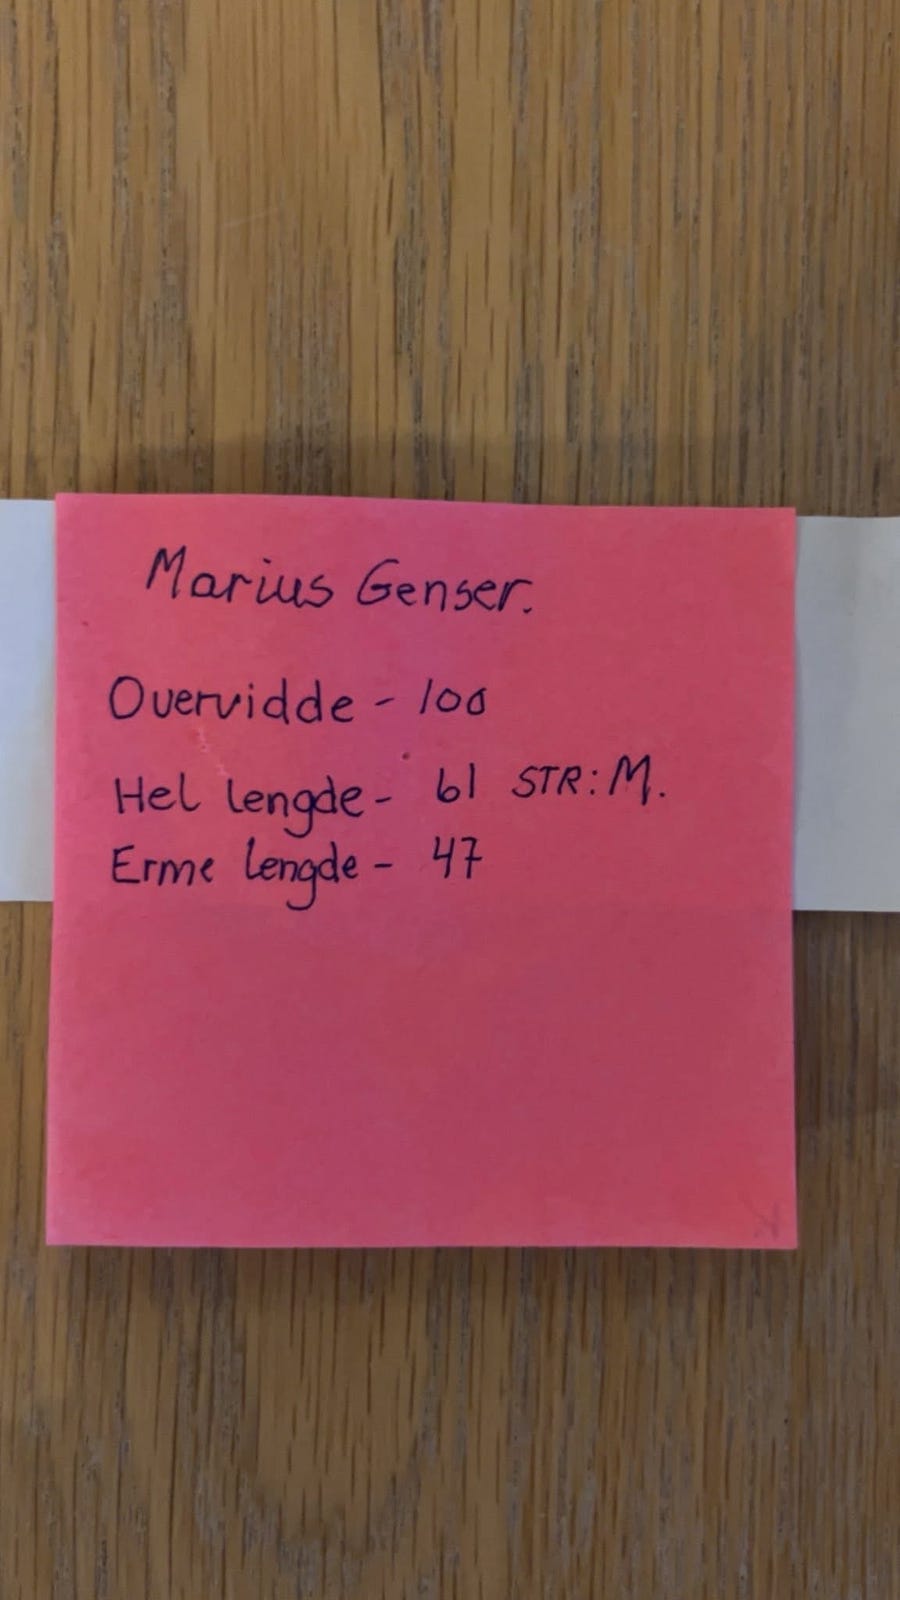 Marius Genser.
Overvidde - 100
Hel lengde - 61 STR: M.
Erme lengde - 47